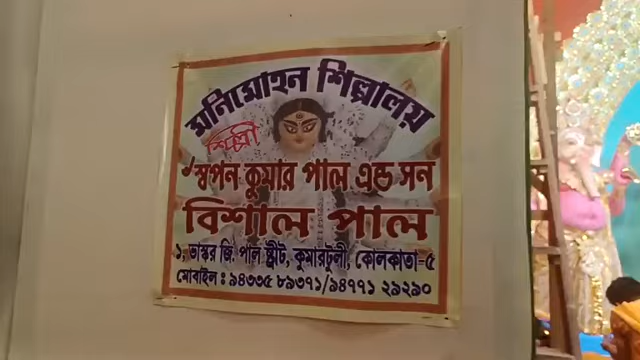 মনিমোহন শিল্পালয়
শিল্পী
৺স্বপন কুমার পাল এন্ড সন
বিশাল পাল
১, ভাস্কর জি. পাল স্ট্রীট, কুমারটুলী, কোলকাতা-৫
মোবাইল : ৯৪৩৩৫ ৮৯৩৭১/৯৪৭৭১ ২৯২৯০